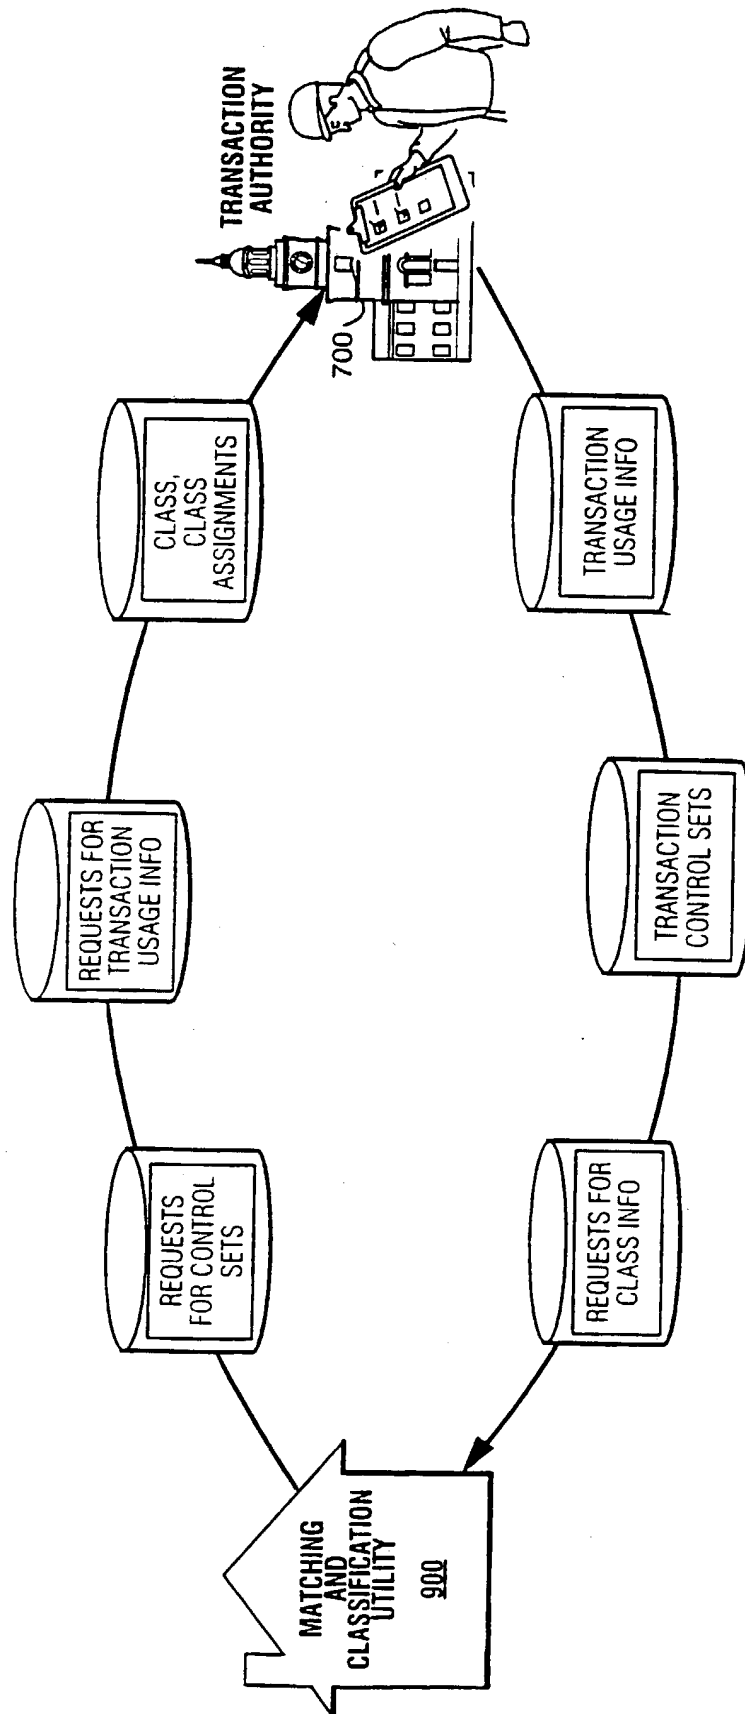 REQUESTS
FOR CONTROL
SETS
REQUESTS FOR
TRANSACTION
USAGE INFO
CLASS,
CLASS
ASSIGNMENTS
TRANSACTION
AUTHORITY
700
MATCHING
AND
CLASSIFICATION
UTILITY
900
REQUESTS FOR
CLASS INFO
TRANSACTION
CONTROL SETS
TRANSACTION
USAGE INFO